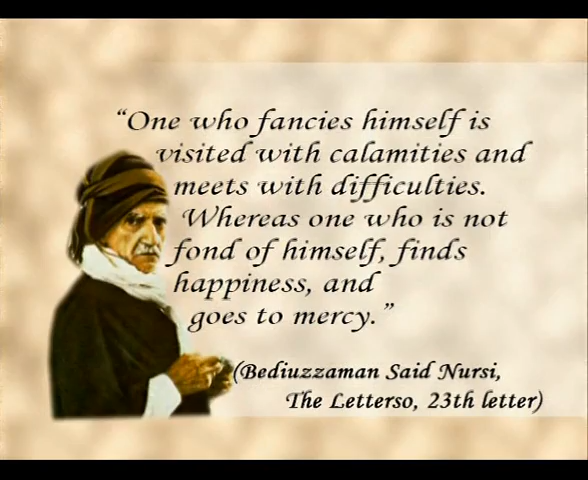 “One who fancies himself is
visited with calamities and
meets with difficulties.
Whereas one who is not
fond of himself, finds
happiness, and
goes to mercy.”
(Bediuzzaman Said Nursi,
The Letterso, 23th letter)